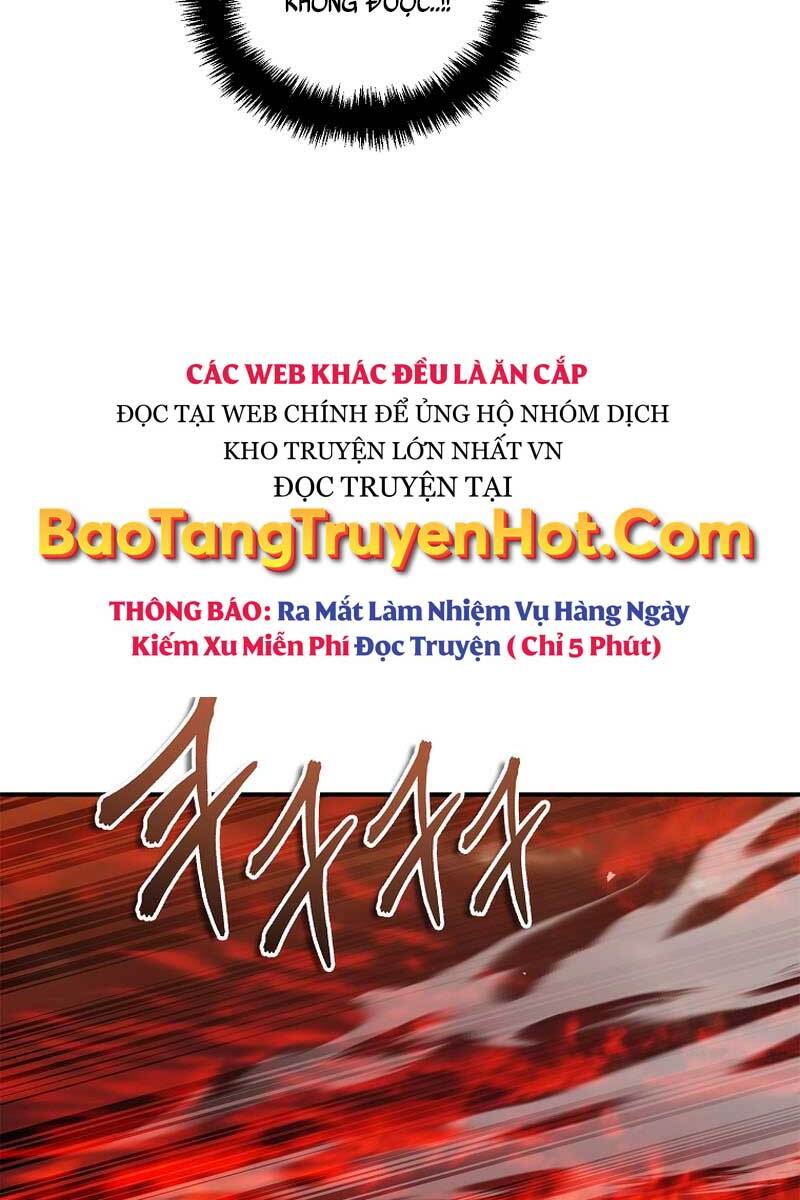 KHÔNG ĐƯỢC..!!
CÁC WEB KHÁC ĐỀU LÀ ĂN CẮP
ĐỌC TẠI WEB CHÍNH ĐỂ ỦNG HỘ NHÓM DỊCH
KHO TRUYỆN LỚN NHẤT VN
ĐỌC TRUYỆN TẠI
BaoTangTruyenHot.Com
THÔNG BÁO: Ra Mắt Làm Nhiệm Vụ Hàng Ngày
Kiếm Xu Miễn Phí Đọc Truyện ( Chỉ 5 Phút)